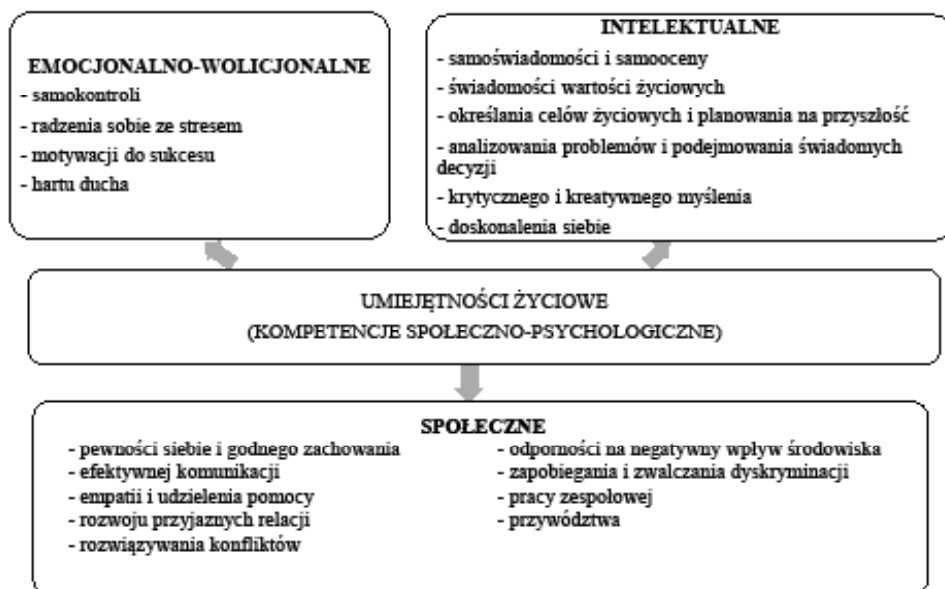 EMOCJONALNO-WOLICJONALNE
- samokontroli
- radzenia sobie ze stresem
- motywacji do sukcesu
- hartu ducha
INTELEKTUALNE
- samoświadomości i samooceny
- świadomości wartości życiowych
- określania celów życiowych i planowania na przyszłość
- analizowania problemów i podejmowania świadomych
decyzji
- krytycznego i kreatywnego myślenia
- doskonalenia siebie
UMIEJĘTNOŚCI ŻYCIOWE
(KOMPETENCJE SPOŁECZNO-PSYCHOLOGICZNE)
SPOŁECZNE
- pewności siebie i godnego zachowania
- efektywnej komunikacji
- empatii i udzielenia pomocy
- rozwoju przyjaznych relacji
- rozwiązywania konfliktów
- odporności na negatywny wpływ środowiska
- zapobiegania i zwalczania dyskryminacji
- pracy zespołowej
- przywództwa